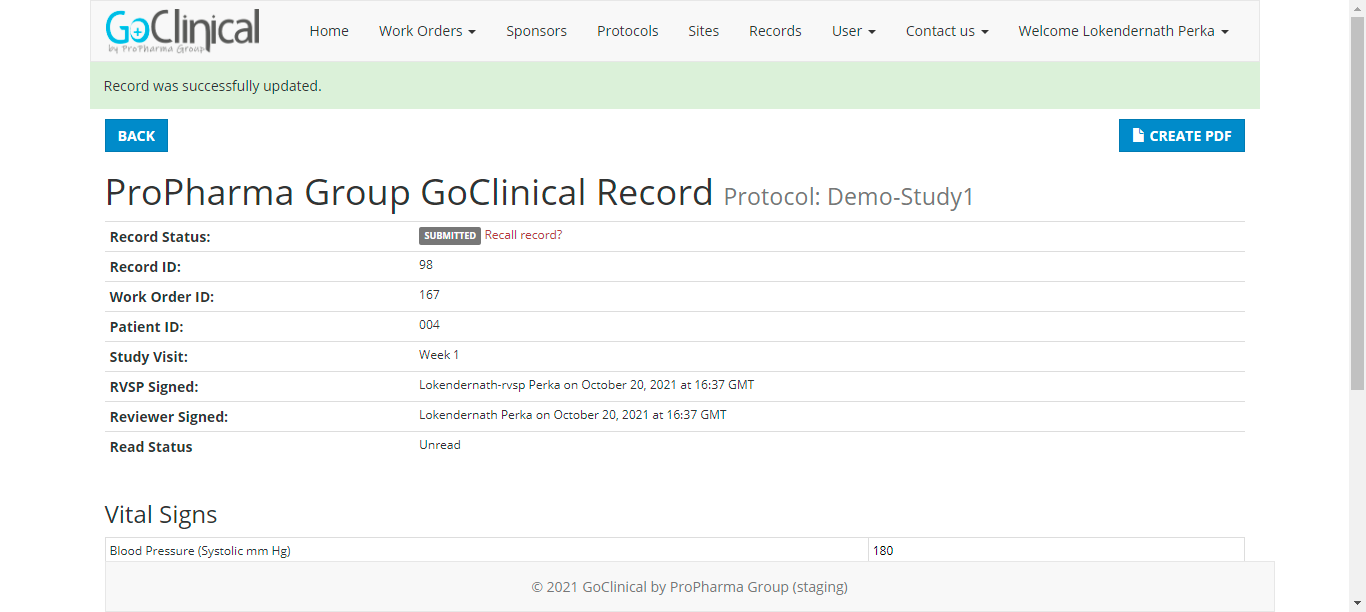 GoClinical
by ProPharma Group
Home Work Orders Sponsors Protocols Sites Records User Contact us Welcome Lokendernath Perka
Record was successfully updated.
BACK CREATE PDF
ProPharma Group GoClinical Record Protocol: Demo-Study1
Record Status: SUBMITTED Recall record?
Record ID: 98
Work Order ID: 167
Patient ID: 004
Study Visit: Week 1
RVSP Signed: Lokendernath-rvsp Perka on October 20, 2021 at 16:37 GMT
Reviewer Signed: Lokendernath Perka on October 20, 2021 at 16:37 GMT
Read Status Unread
Vital Signs
Blood Pressure (Systolic mm Hg) 180
© 2021 GoClinical by ProPharma Group (staging)